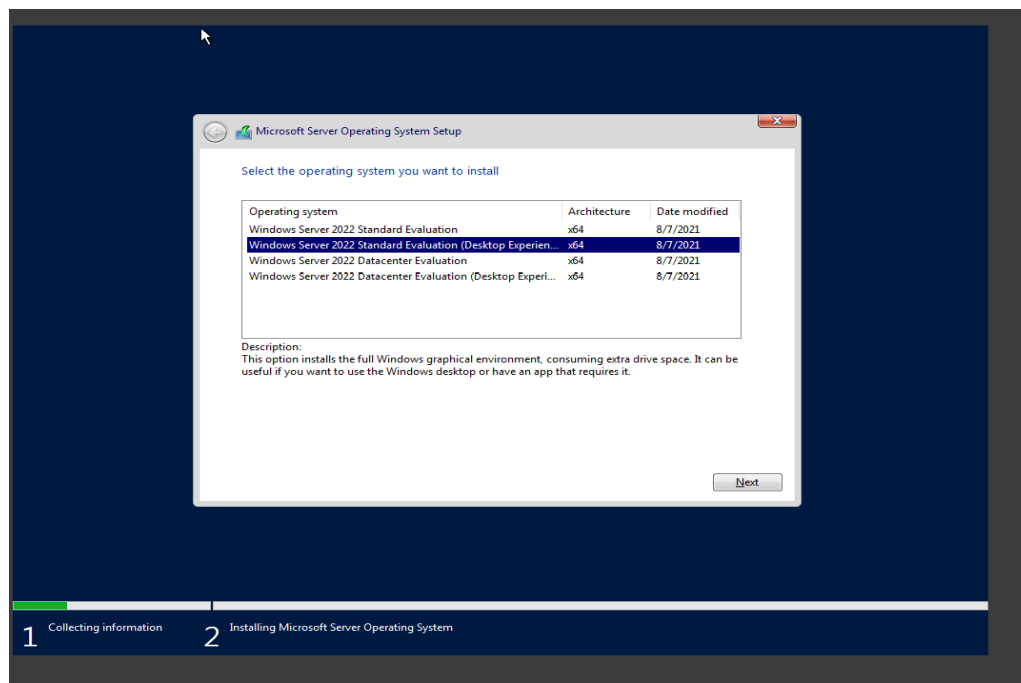 Microsoft Server Operating System Setup
Select the operating system you want to install
Operating system Architecture Date modified
Windows Server 2022 Standard Evaluation x64 8/7/2021
Windows Server 2022 Standard Evaluation (Desktop Experien... x64 8/7/2021
Windows Server 2022 Datacenter Evaluation x64 8/7/2021
Windows Server 2022 Datacenter Evaluation (Desktop Experi... x64 8/7/2021
Description:
This option installs the full Windows graphical environment, consuming extra drive space. It can be
useful if you want to use the Windows desktop or have an app that requires it.
Next
1 Collecting information 2 Installing Microsoft Server Operating System